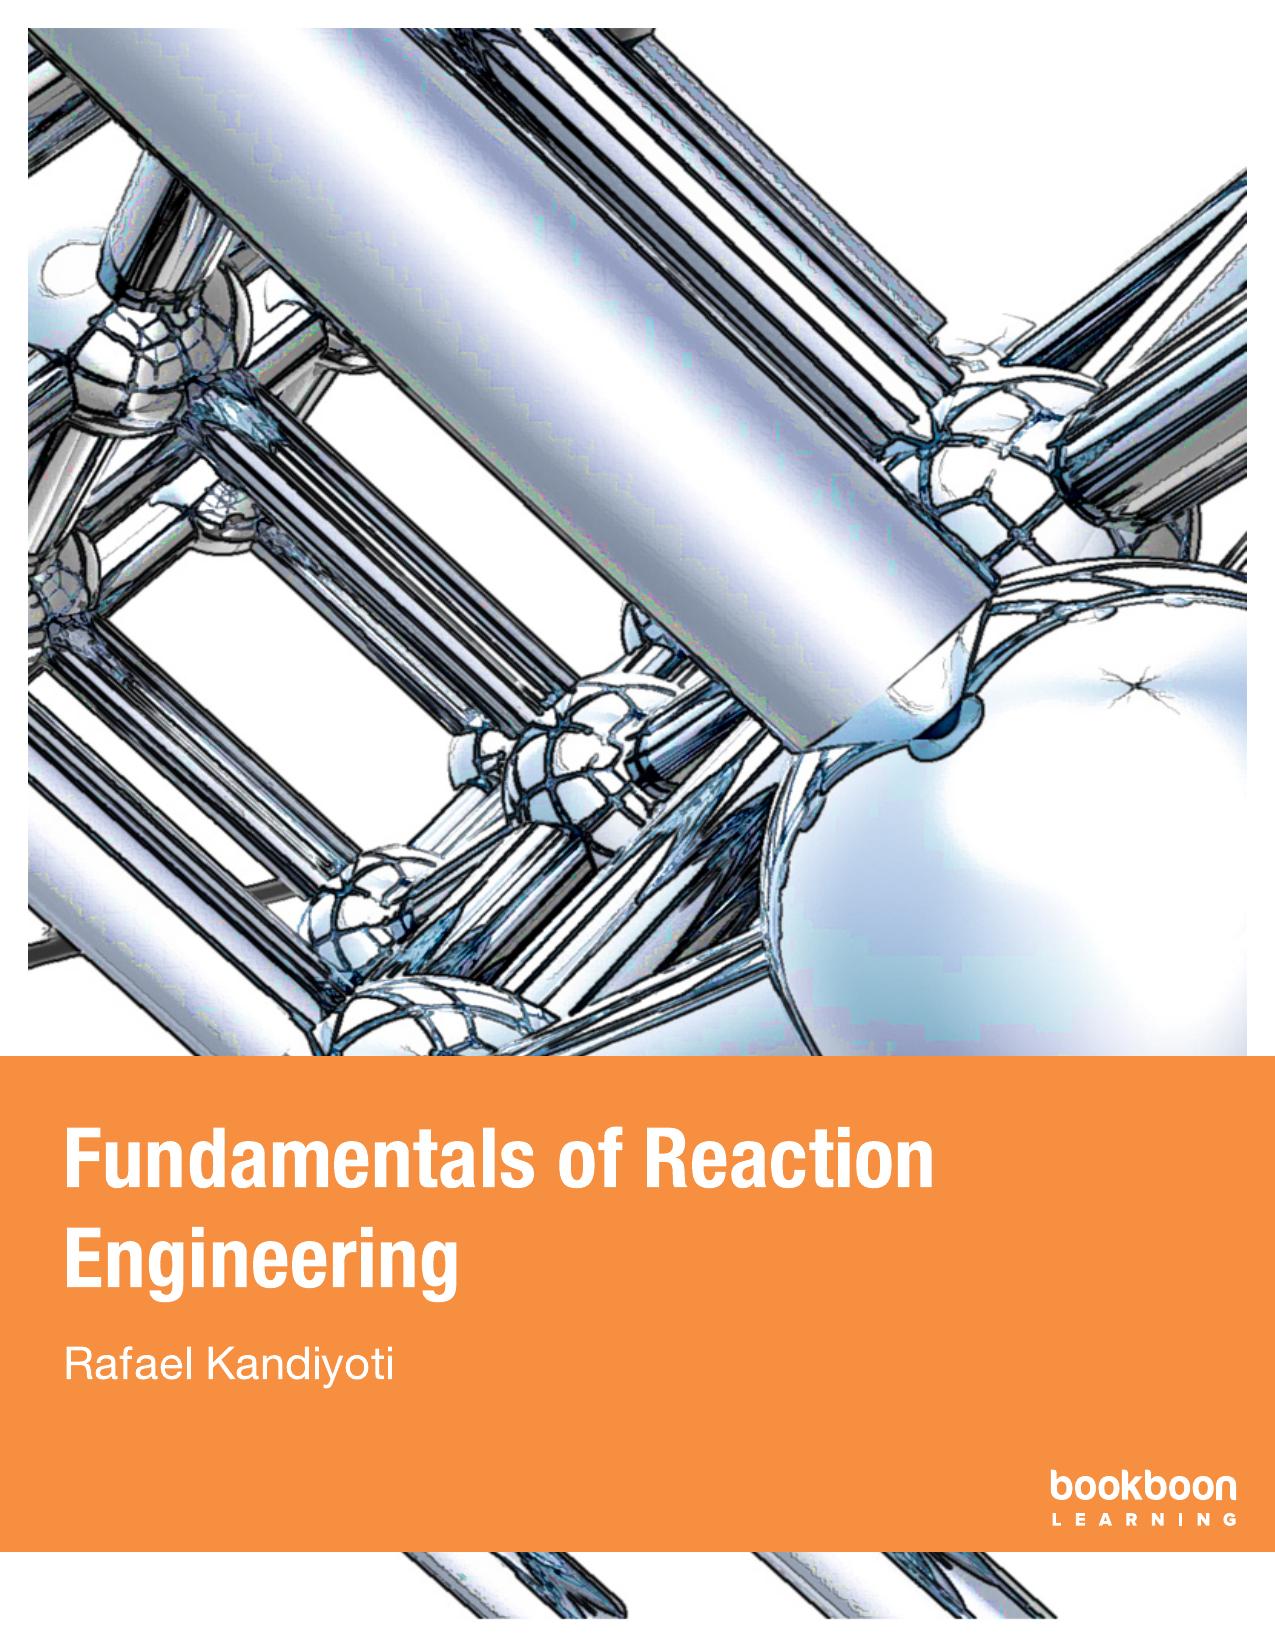 Fundamentals of Reaction
Engineering
Rafael Kandiyoti
bookboon
LEARNING